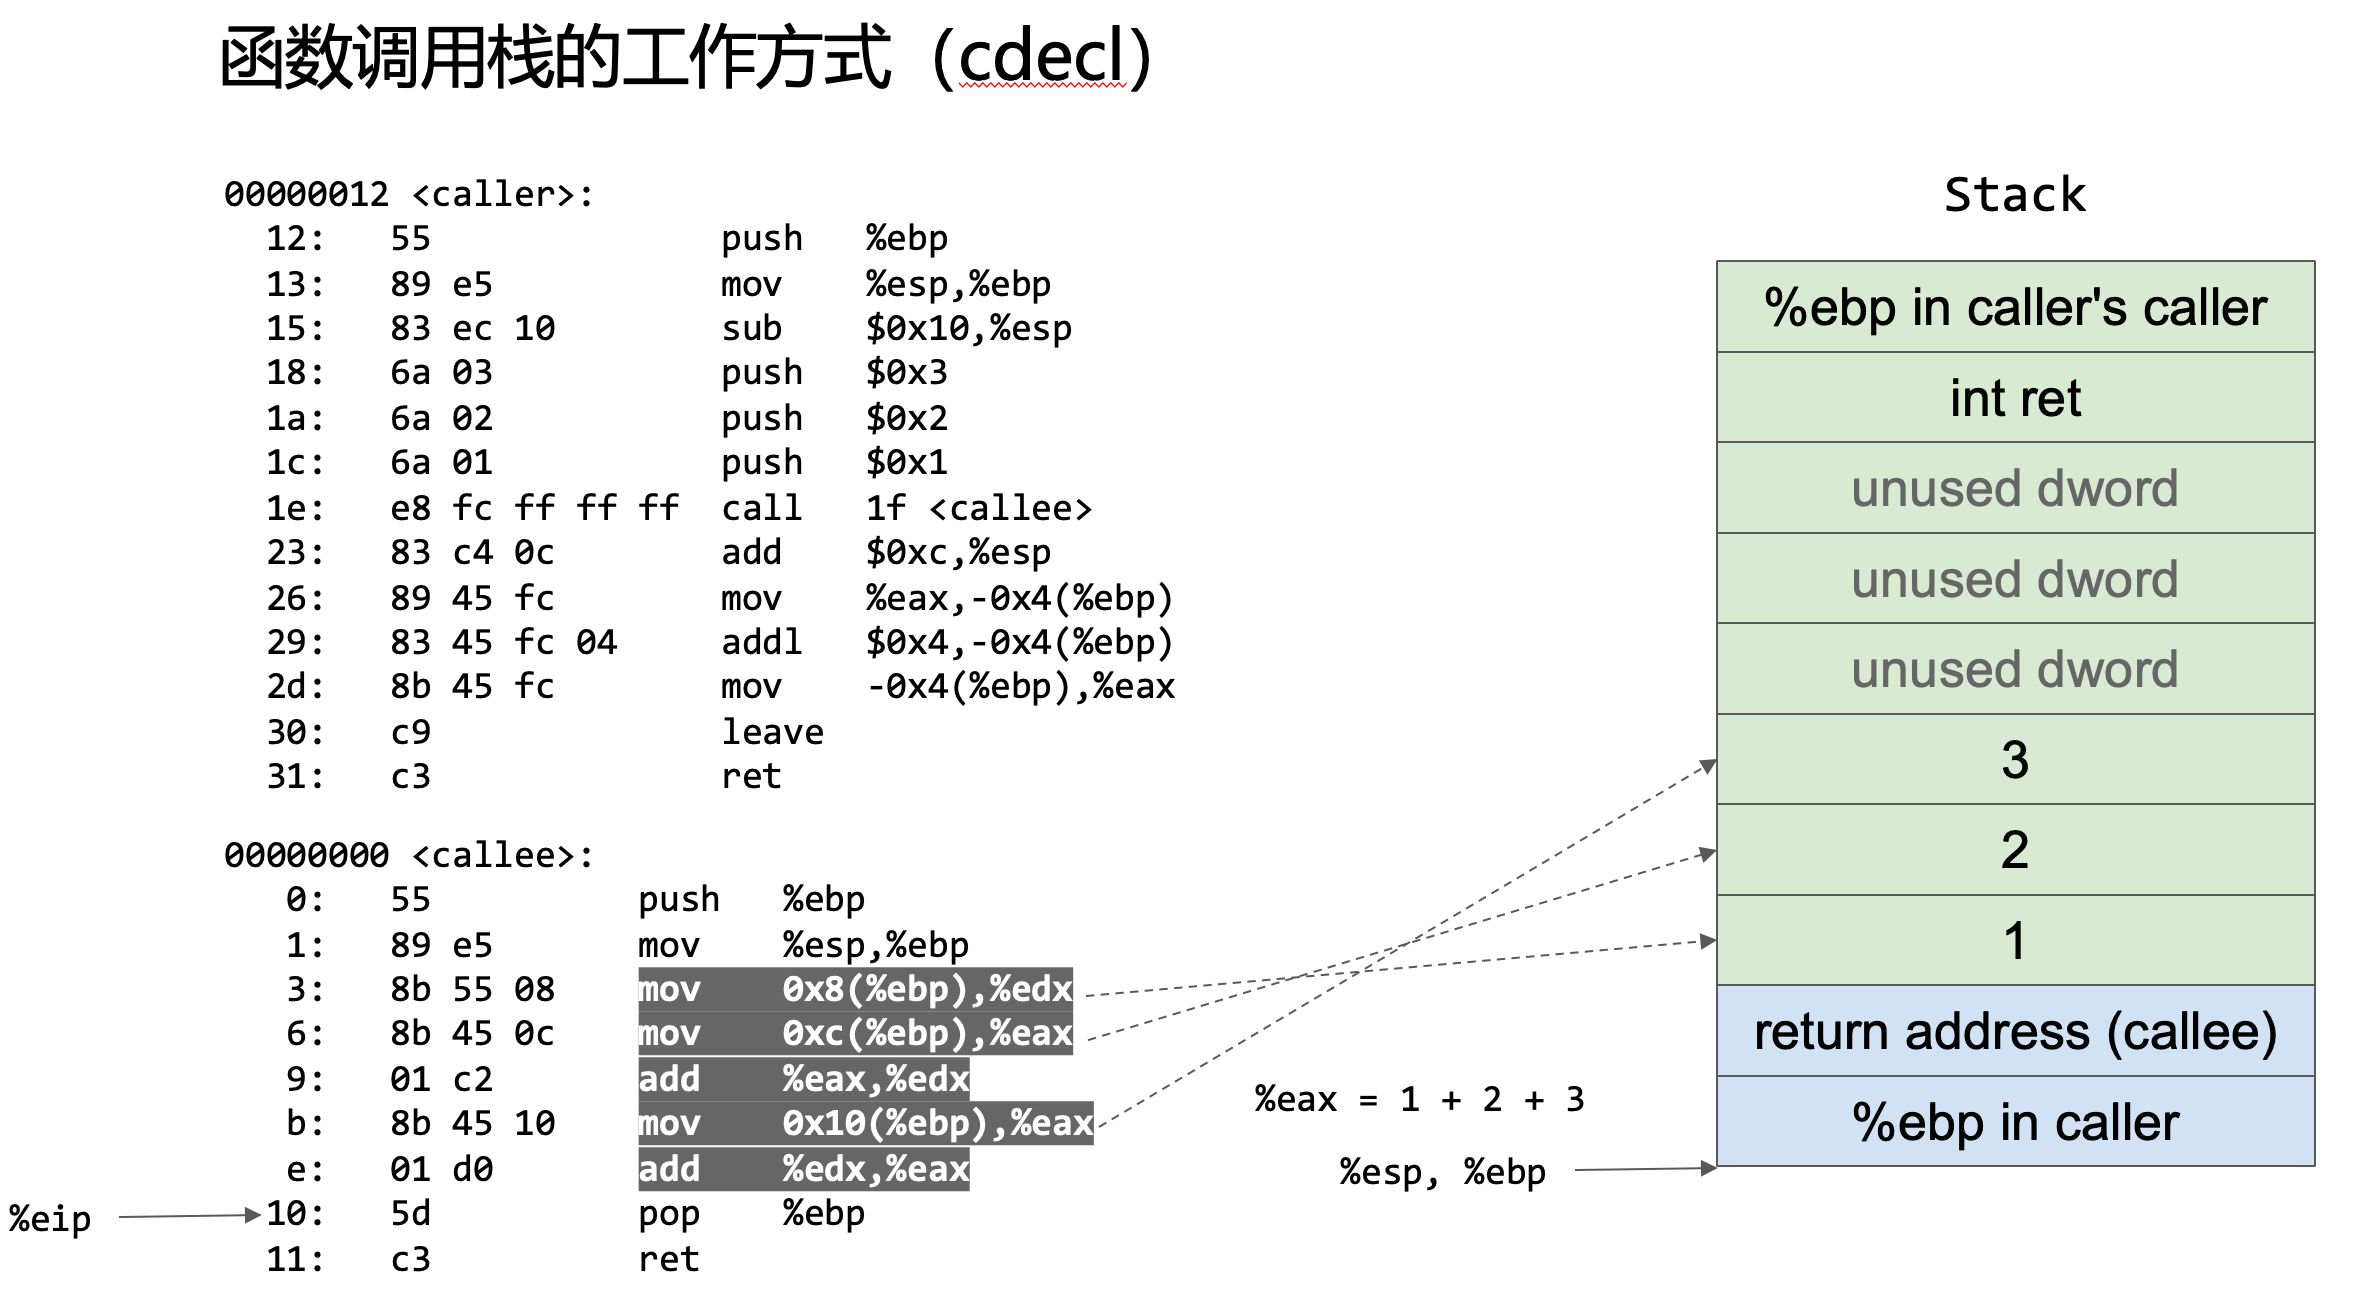 函数调用栈的工作方式（cdecl）
00000012 <caller>:
12: 55 push %ebp
13: 89 e5 mov %esp,%ebp
15: 83 ec 10 sub $0x10,%esp
18: 6a 03 push $0x3
1a: 6a 02 push $0x2
1c: 6a 01 push $0x1
1e: e8 fc ff ff ff call 1f <callee>
23: 83 c4 0c add $0xc,%esp
26: 89 45 fc mov %eax,-0x4(%ebp)
29: 83 45 fc 04 addl $0x4,-0x4(%ebp)
2d: 8b 45 fc mov -0x4(%ebp),%eax
30: c9 leave
31: c3 ret
00000000 <callee>:
0: 55 push %ebp
1: 89 e5 mov %esp,%ebp
3: 8b 55 08 mov 0x8(%ebp),%edx
6: 8b 45 0c mov 0xc(%ebp),%eax
9: 01 c2 add %eax,%edx
b: 8b 45 10 mov 0x10(%ebp),%eax
e: 01 d0 add %edx,%eax
%eip
10: 5d pop %ebp
11: c3 ret
%eax = 1 + 2 + 3
%esp, %ebp
Stack
%ebp in caller's caller
int ret
unused dword
unused dword
unused dword
3
2
1
return address (callee)
%ebp in caller